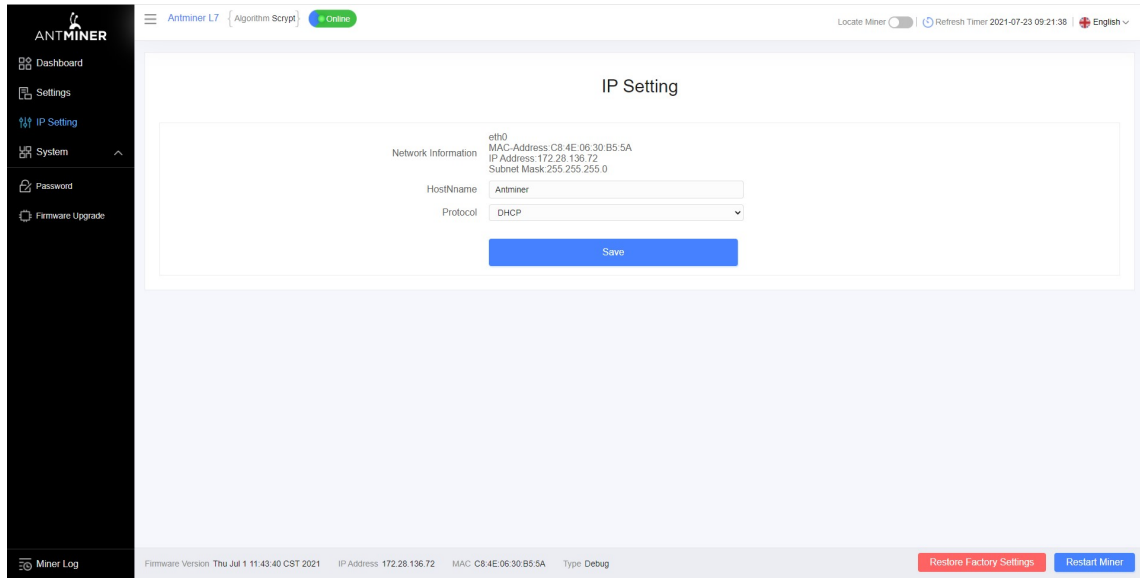 ANTMINER
Dashboard
Settings
IP Setting
System
Password
Firmware Upgrade
Miner Log
Antminer L7 { Algorithm Scrypt } Online
Locate Miner Refresh Timer 2021-07-23 09:21:38 English
IP Setting
Network Information
eth0
MAC-Address:C8:4E:06:30:B5:5A
IP Address:172.28.136.72
Subnet Mask:255.255.255.0
HostNname Antminer
Protocol DHCP
Save
Firmware Version Thu Jul 1 11:43:40 CST 2021 IP Address 172.28.136.72 MAC C8:4E:06:30:B5:5A Type Debug
Restore Factory Settings Restart Miner